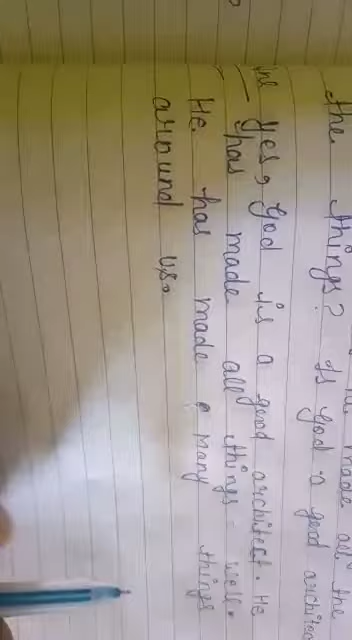 made all the
the things? Is God a good architec
Yes, God is a good architect. He
has made all things well.
He has made many things
around us.